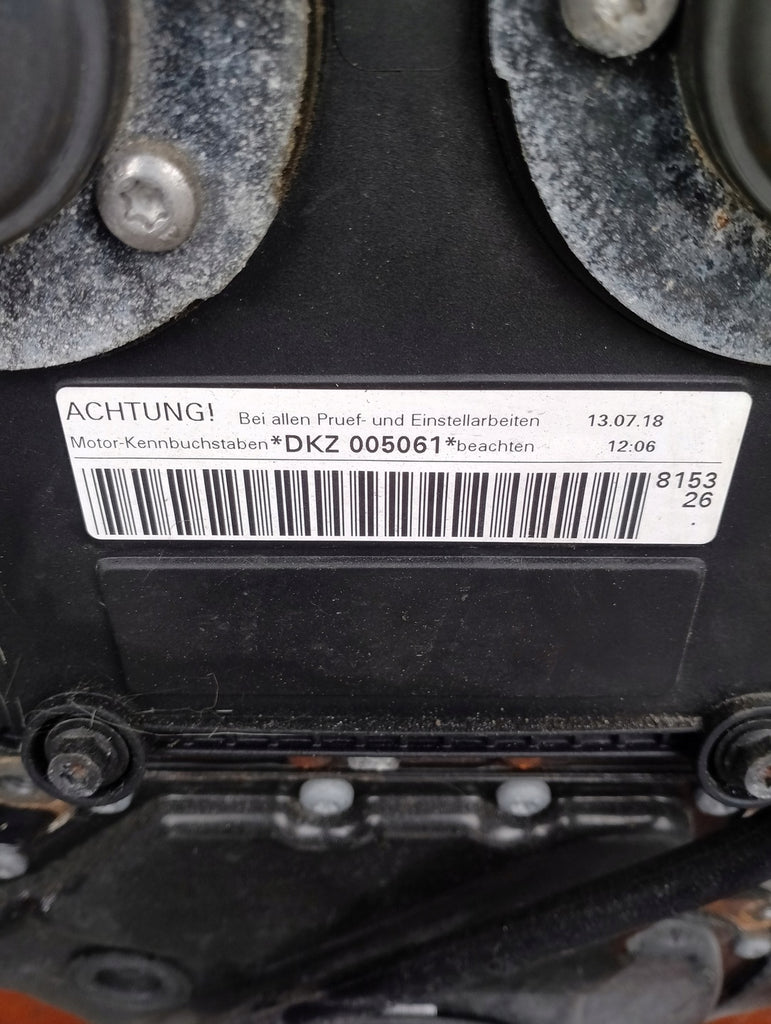 ACHTUNG! Bei allen Pruef- und Einstellarbeiten 13.07.18
Motor-Kennbuchstaben *DKZ 005061* beachten 12:06
8153
26